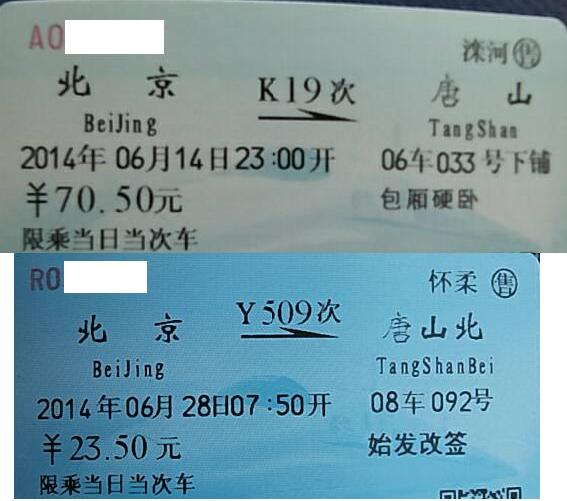 A0
滦河 售
北京 K19次 唐山
BeiJing TangShan
2014年06月14日23:00开 06车033号下铺
￥70.50元 包厢硬卧
限乘当日当次车
R0
怀柔 售
北京 Y509次 唐山北
BeiJing TangShanBei
2014年06月28日07:50开 08车092号
￥23.50元 始发改签
限乘当日当次车